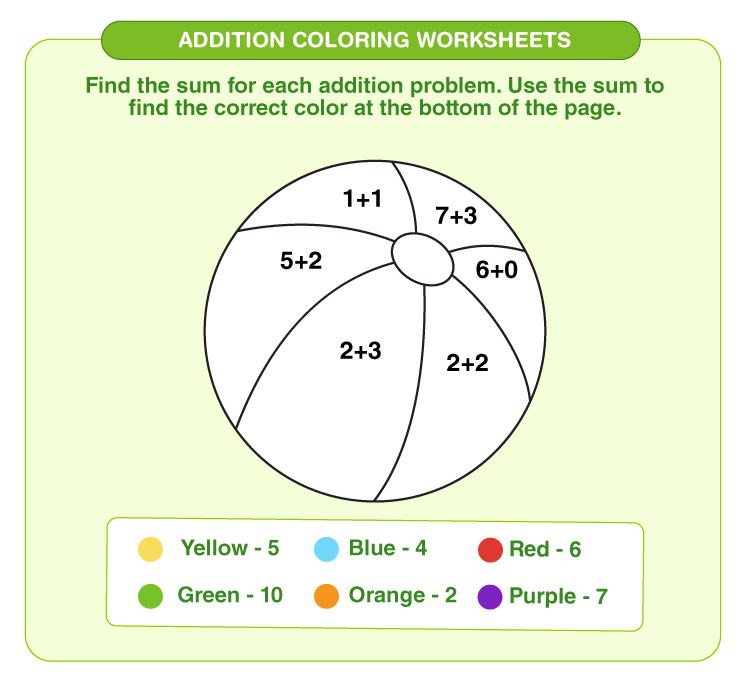 ADDITION COLORING WORKSHEETS
Find the sum for each addition problem. Use the sum to
find the correct color at the bottom of the page.
1+1
7+3
5+2
6+0
2+3
2+2
Yellow - 5
Blue - 4
Red - 6
Green - 10
Orange - 2
Purple - 7